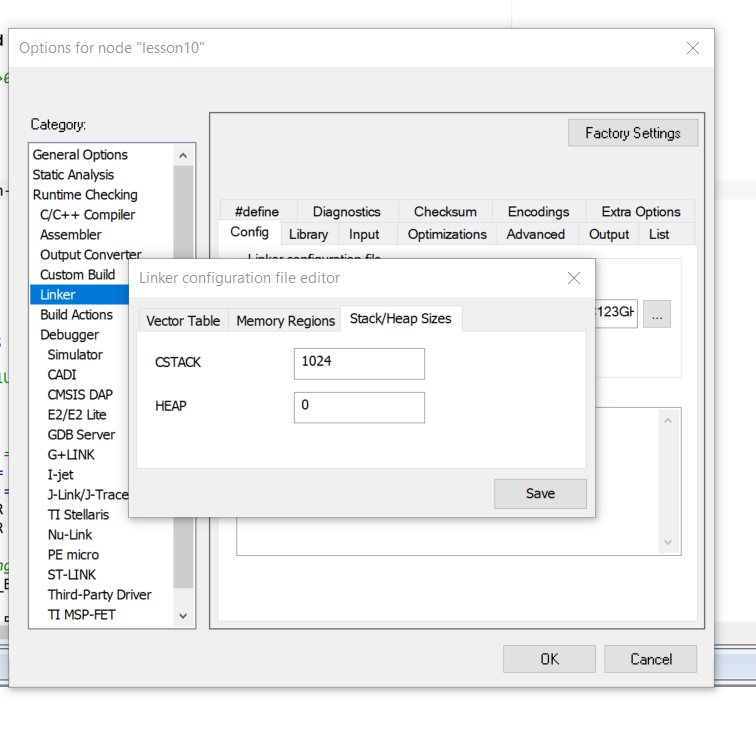 Options for node "lesson10"
Category:
Factory Settings
General Options
Static Analysis
Runtime Checking
C/C++ Compiler
Assembler
Output Converter
Custom Build
Linker
Build Actions
Debugger
Simulator
CADI
CMSIS DAP
E2/E2 Lite
GDB Server
G+LINK
I-jet
J-Link/J-Trace
TI Stellaris
Nu-Link
PE micro
ST-LINK
Third-Party Driver
TI MSP-FET
#define Diagnostics Checksum Encodings Extra Options
Config Library Input Optimizations Advanced Output List
Linker configuration file
123GH
...
Linker configuration file editor
Vector Table Memory Regions Stack/Heap Sizes
CSTACK 1024
HEAP 0
Save
OK Cancel